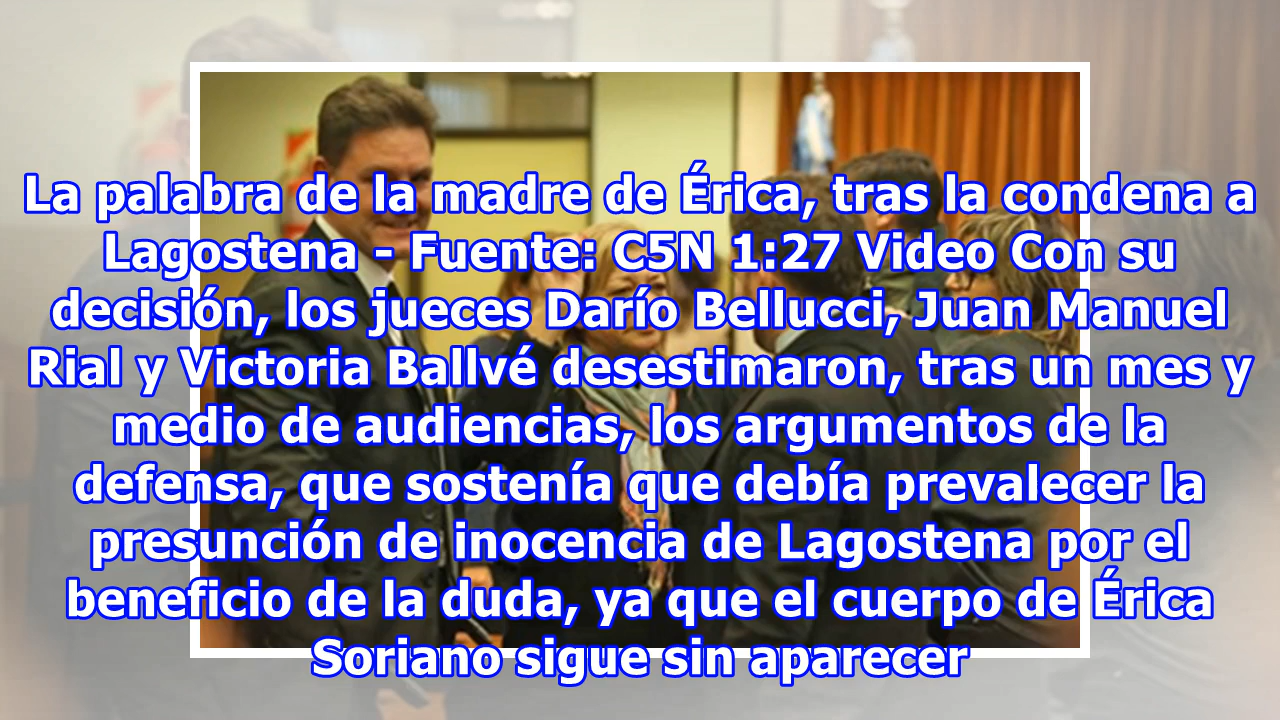 La palabra de la madre de Érica, tras la condena a
Lagostena - Fuente: C5N 1:27 Video Con su
decisión, los jueces Darío Bellucci, Juan Manuel
Rial y Victoria Ballvé desestimaron, tras un mes y
medio de audiencias, los argumentos de la
defensa, que sostenía que debía prevalecer la
presunción de inocencia de Lagostena por el
beneficio de la duda, ya que el cuerpo de Érica
Soriano sigue sin aparecer